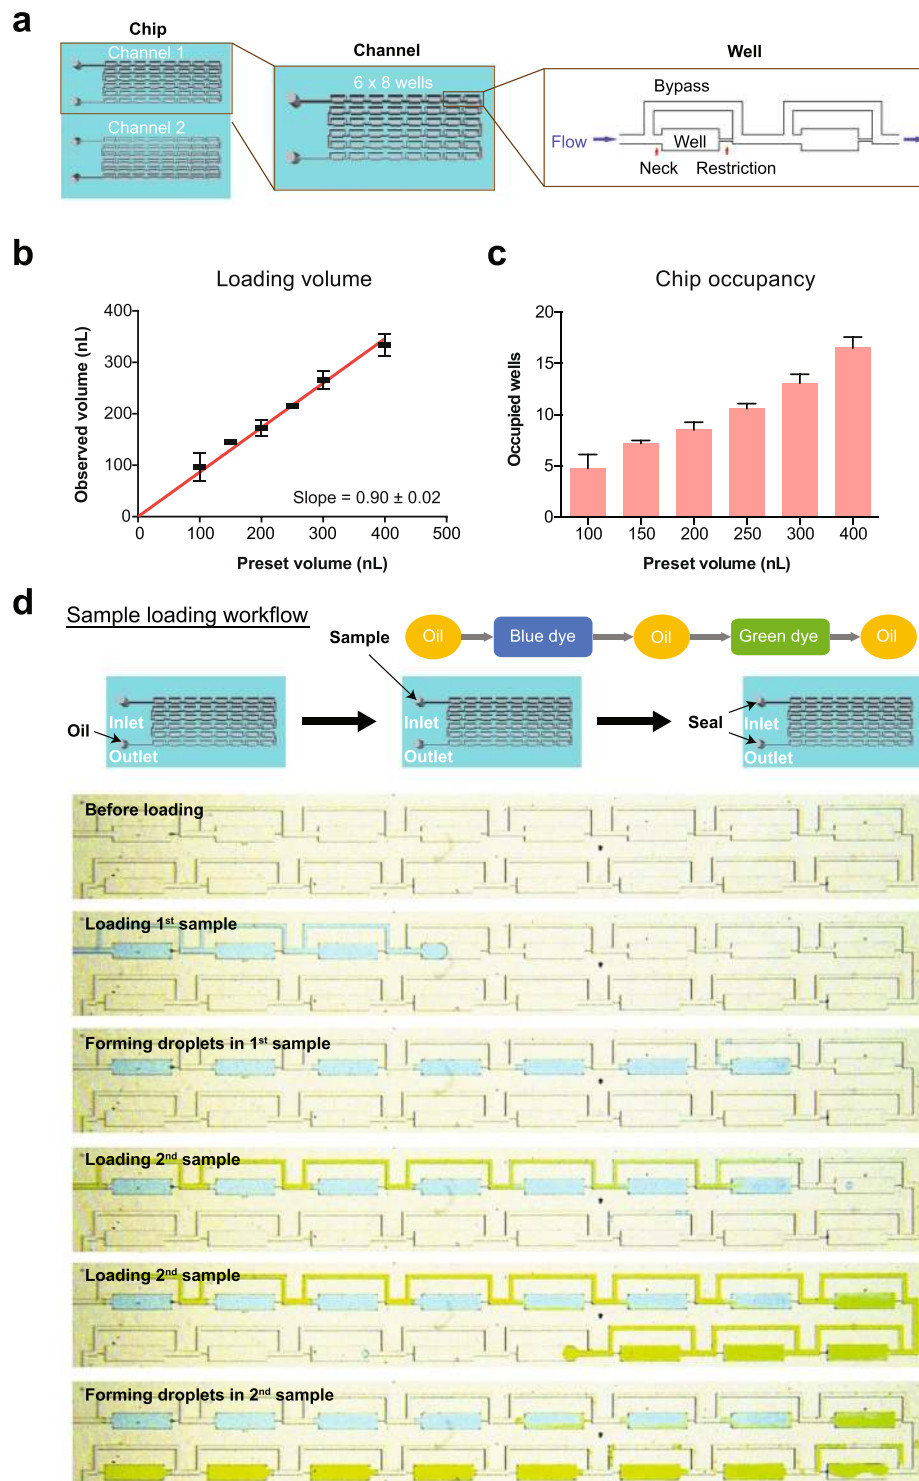 a
Chip
Channel
Well
Channel 1
Channel 2
6 x 8 wells
Bypass
Flow
Well
Neck
Restriction
b
Loading volume
Observed volume (nL)
400
300
200
100
0
0
100
200
300
400
500
Slope = 0.90 ± 0.02
Preset volume (nL)
c
Chip occupancy
Occupied wells
20
15
10
5
0
100
150
200
250
300
400
Preset volume (nL)
d
Sample loading workflow
Sample
Oil
Blue dye
Oil
Green dye
Oil
Oil
Inlet
Outlet
Inlet
Outlet
Seal
Inlet
Outlet
Before loading
Loading 1st sample
Forming droplets in 1st sample
Loading 2nd sample
Loading 2nd sample
Forming droplets in 2nd sample